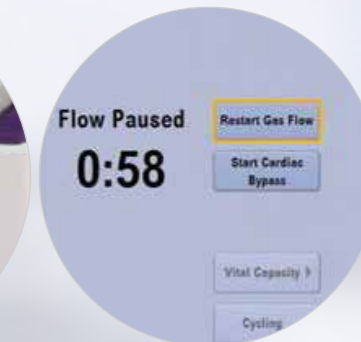 Flow Paused
0:58
Restart Gas Flow
Start Cardiac
Bypass
Vital Capacity
Cycling